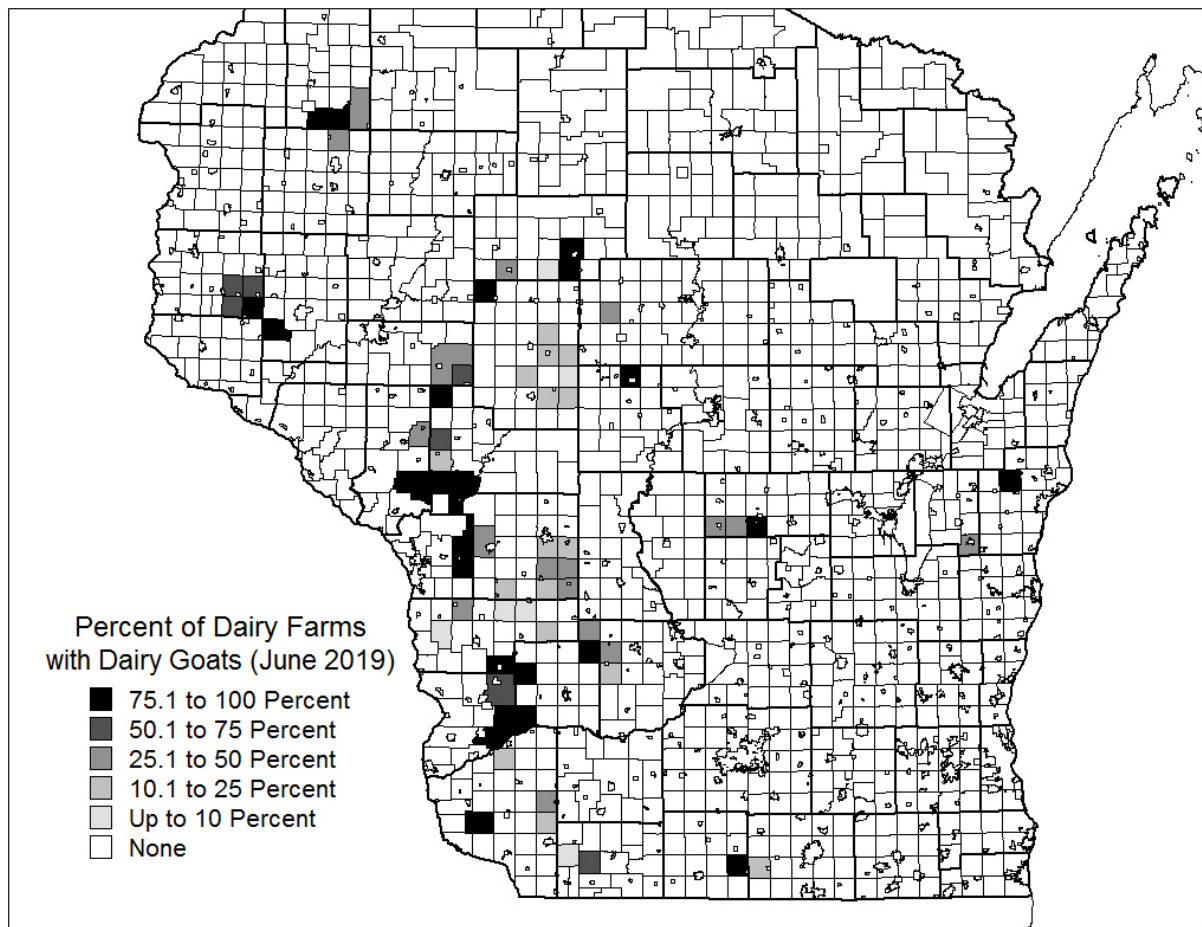 Percent of Dairy Farms
with Dairy Goats (June 2019)
75.1 to 100 Percent
50.1 to 75 Percent
25.1 to 50 Percent
10.1 to 25 Percent
Up to 10 Percent
None